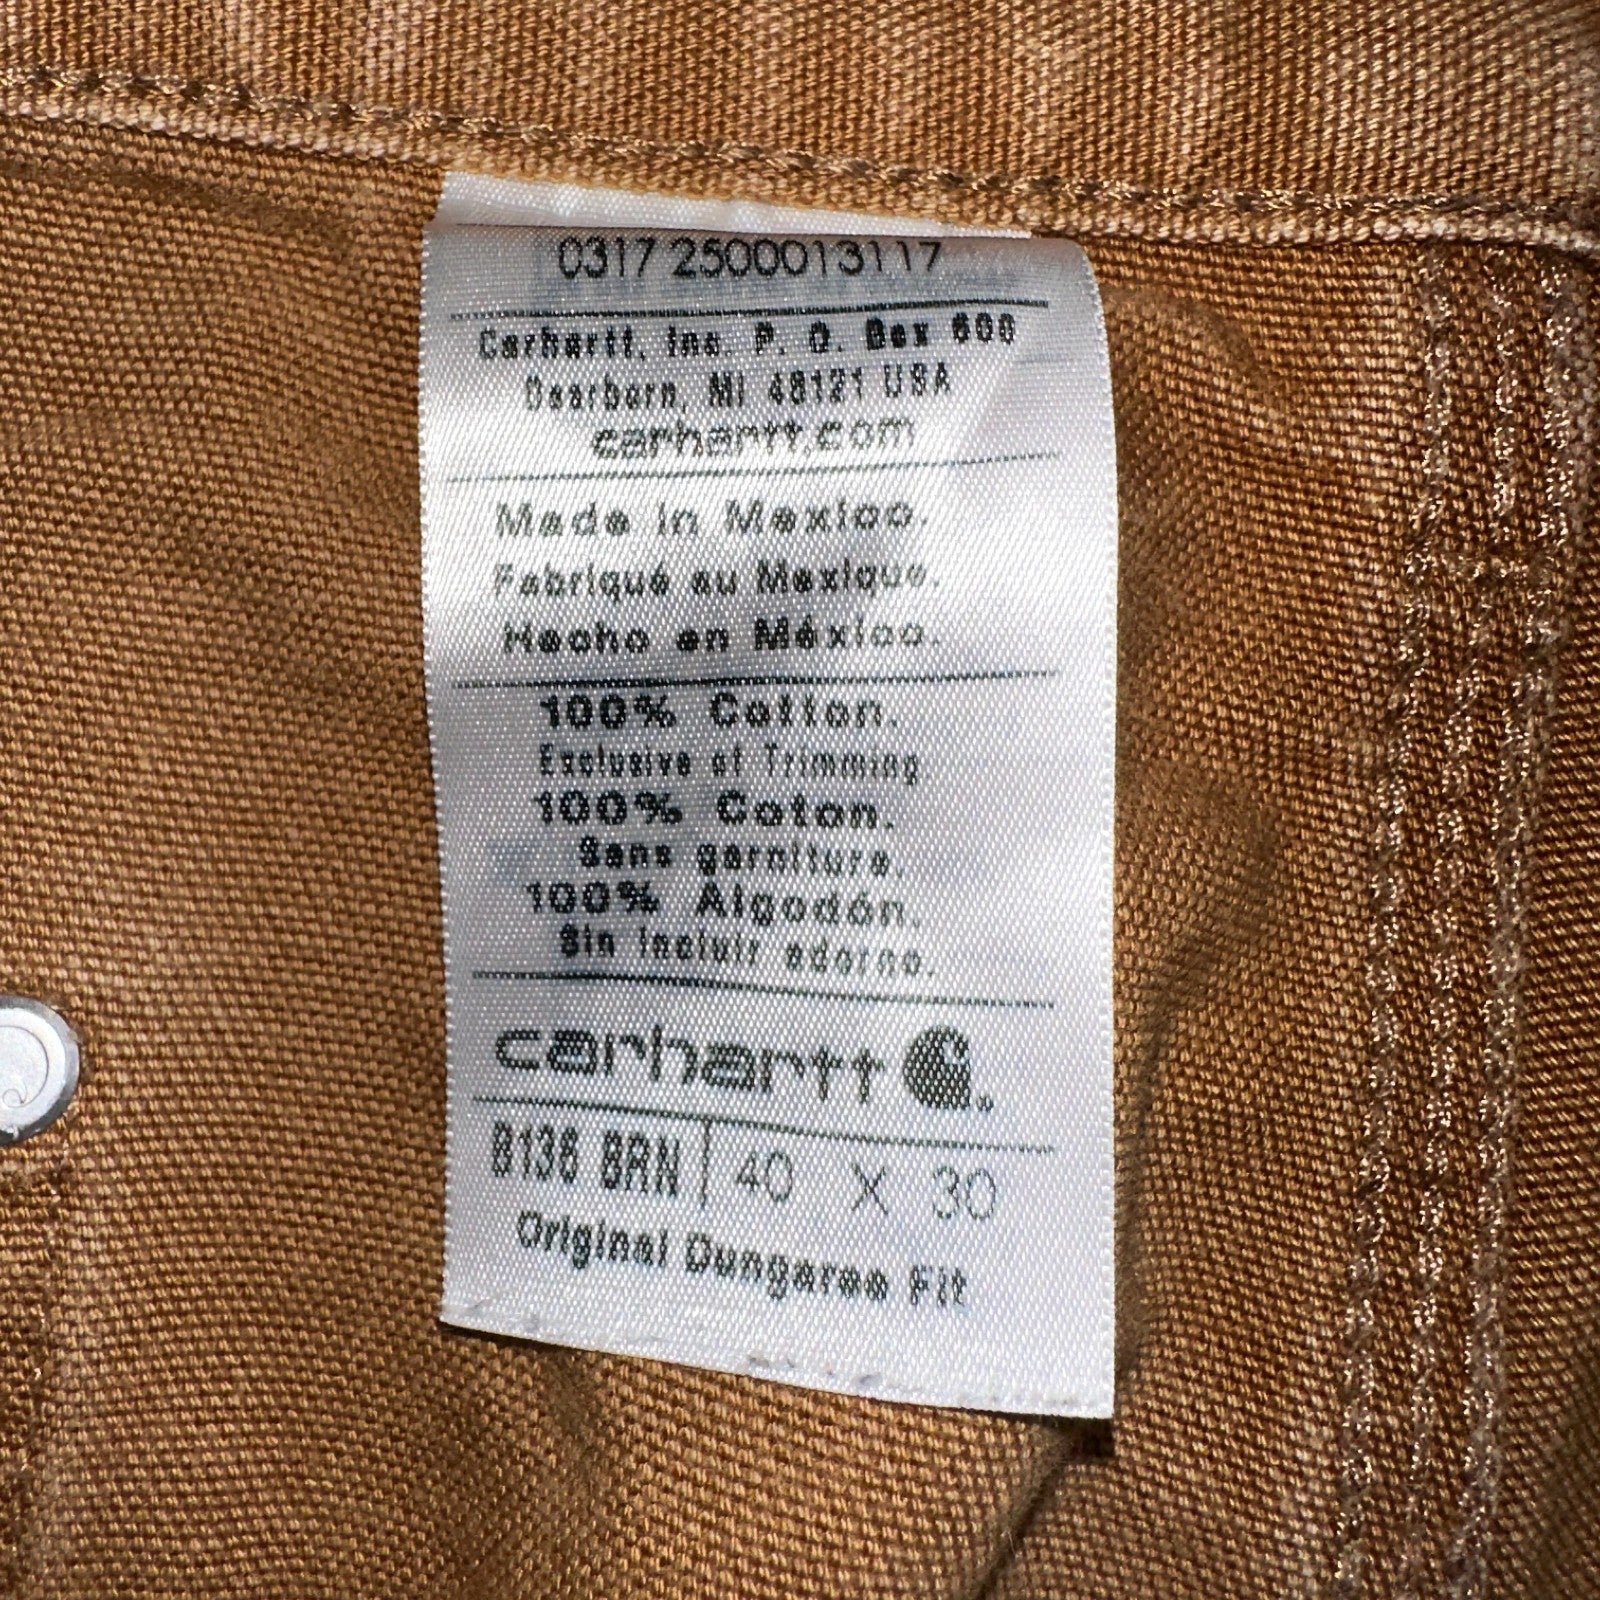 0317 2500013117
Carhartt, Inc. P. O. Box 600
Dearborn, MI 48121 USA
carhartt.com
Made in Mexico.
Fabriqué au Mexique.
Hecho en México.
100% Cotton.
Exclusive of Trimming.
100% Coton.
Sans garniture.
100% Algodón.
Sin incluir adorno.
carhartt
B136 BRN | 40 X 30
Original Dungaree Fit